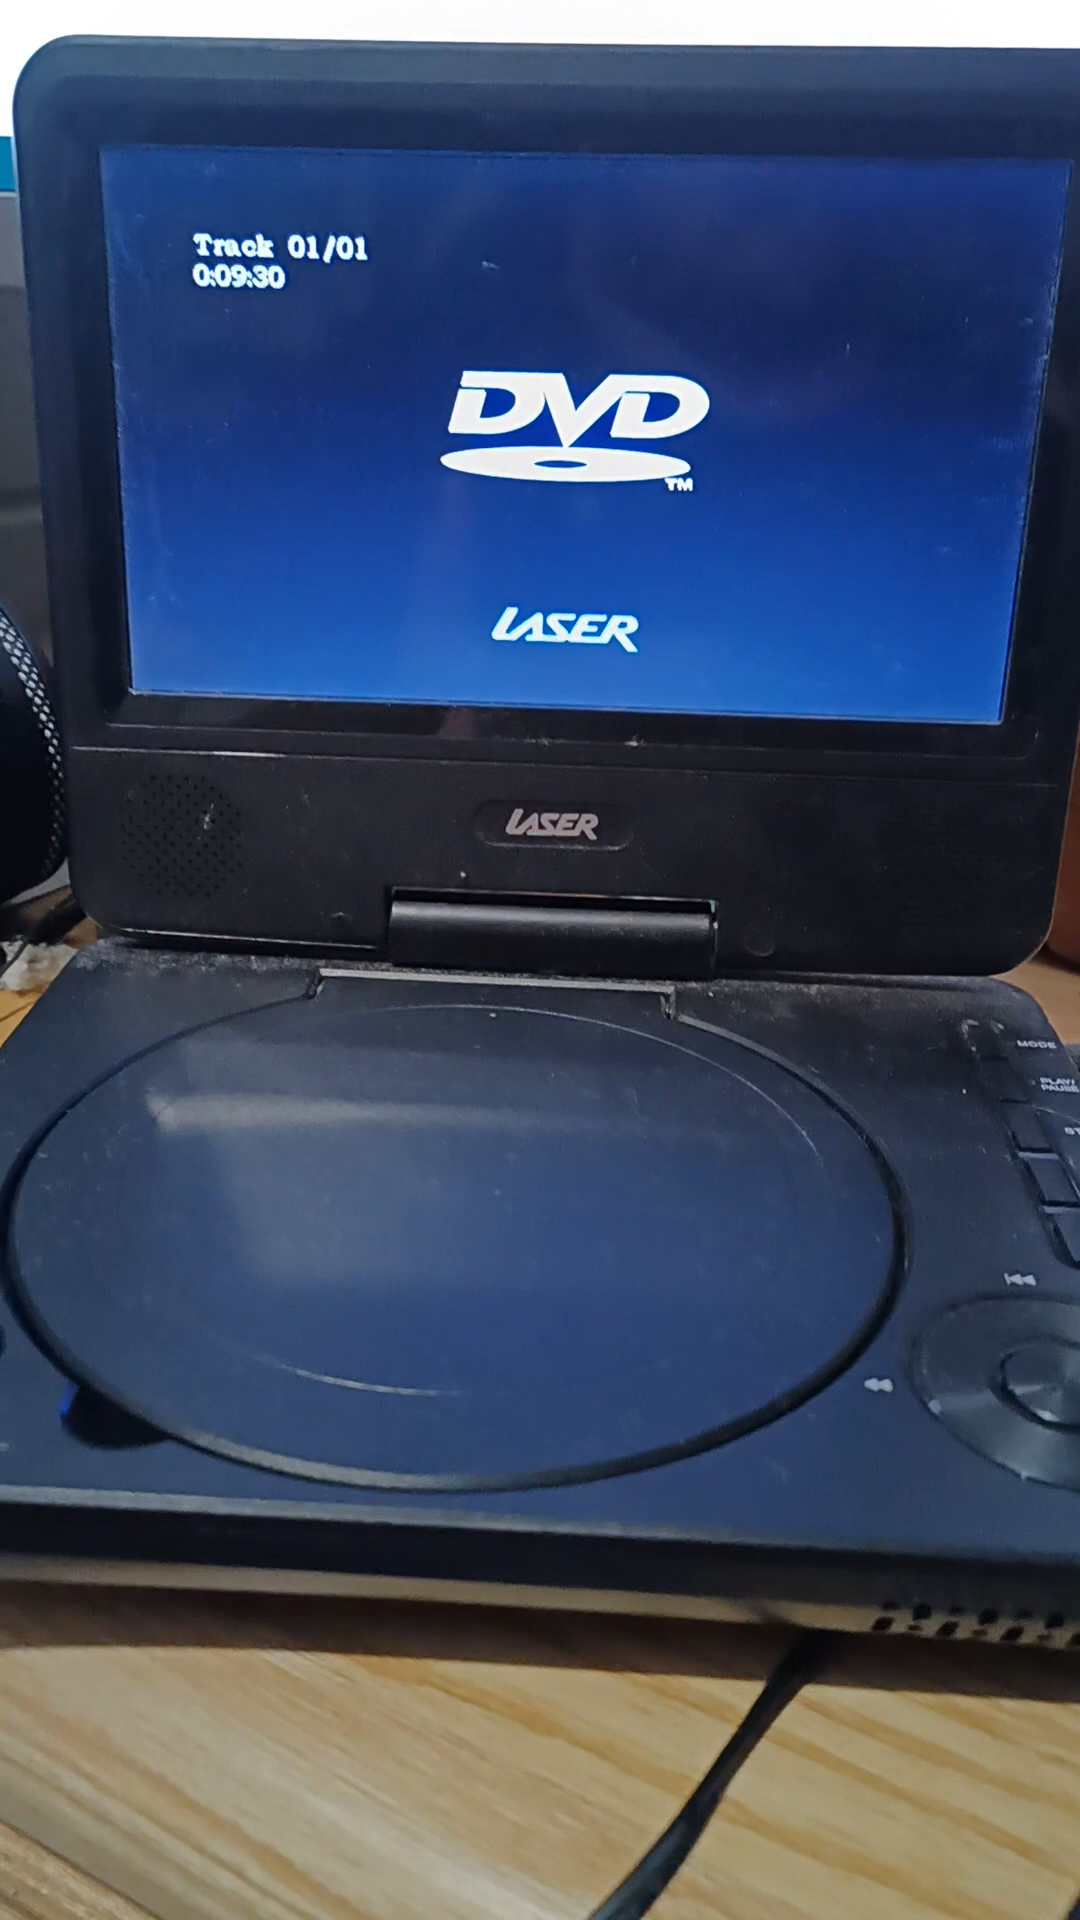 Track 01/01
0:09:30
DVD
TM
LASER
LASER
MODE
PLAY/
PAUSE